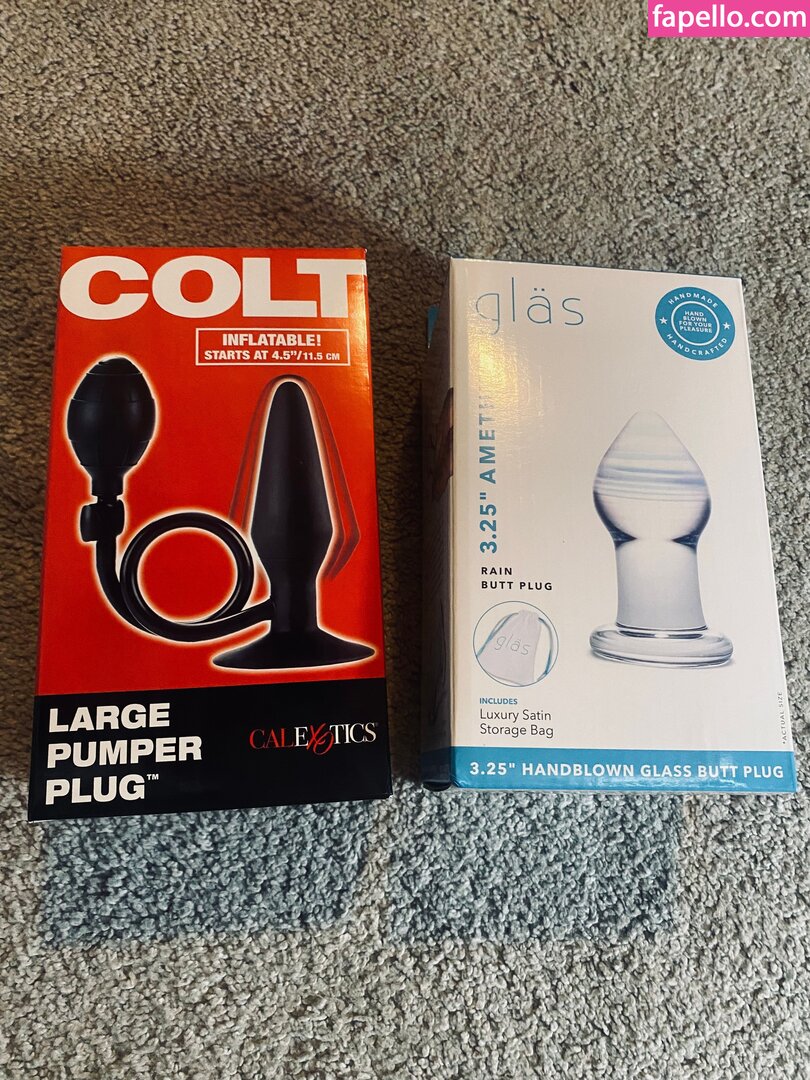 fapello.com
COLT
INFLATABLE!
STARTS AT 4.5"/11.5 CM
LARGE
PUMPER
PLUG™
CALEXOTICS
gläs
HANDMADE
HAND
BLOWN
FOR YOUR
PLEASURE
HANDCRAFTED
3.25" AMETH
RAIN
BUTT PLUG
gläs
INCLUDES
Luxury Satin
Storage Bag
*ACTUAL SIZE
3.25" HANDBLOWN GLASS BUTT PLUG